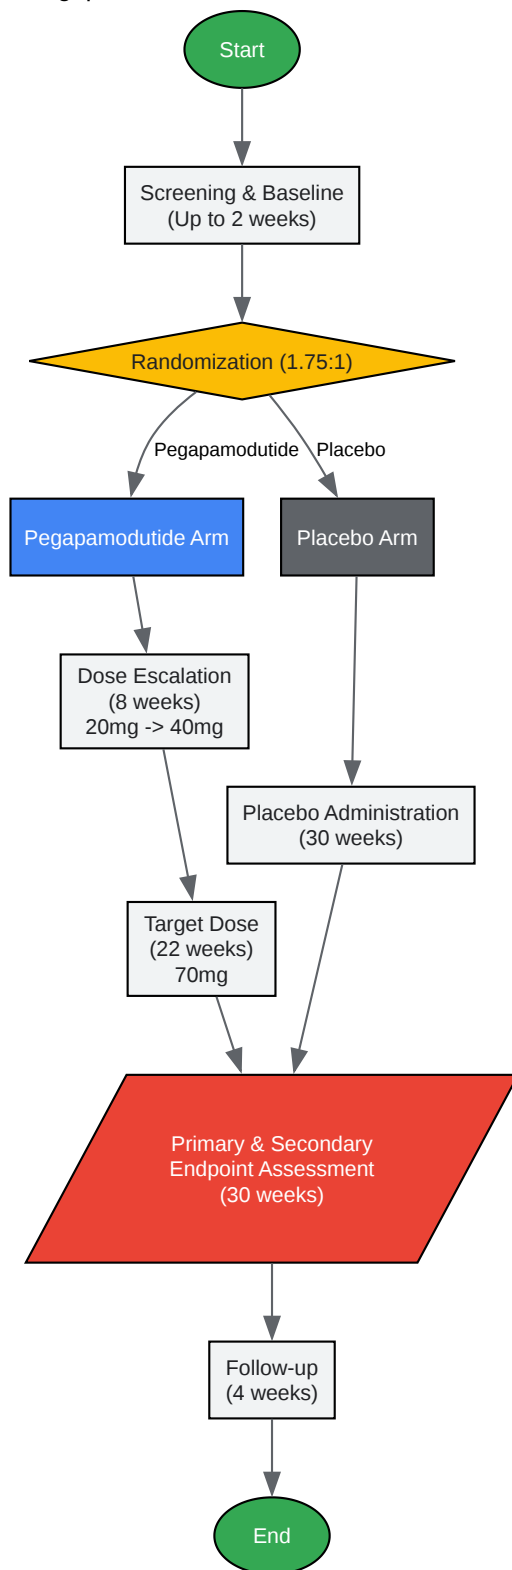 Start
Screening & Baseline
(Up to 2 weeks)
Randomization (1.75:1)
Pegapamodutide
Placebo
Pegapamodutide Arm
Placebo Arm
Dose Escalation
(8 weeks)
20mg -> 40mg
Placebo Administration
(30 weeks)
Target Dose
(22 weeks)
70mg
Primary & Secondary
Endpoint Assessment
(30 weeks)
Follow-up
(4 weeks)
End